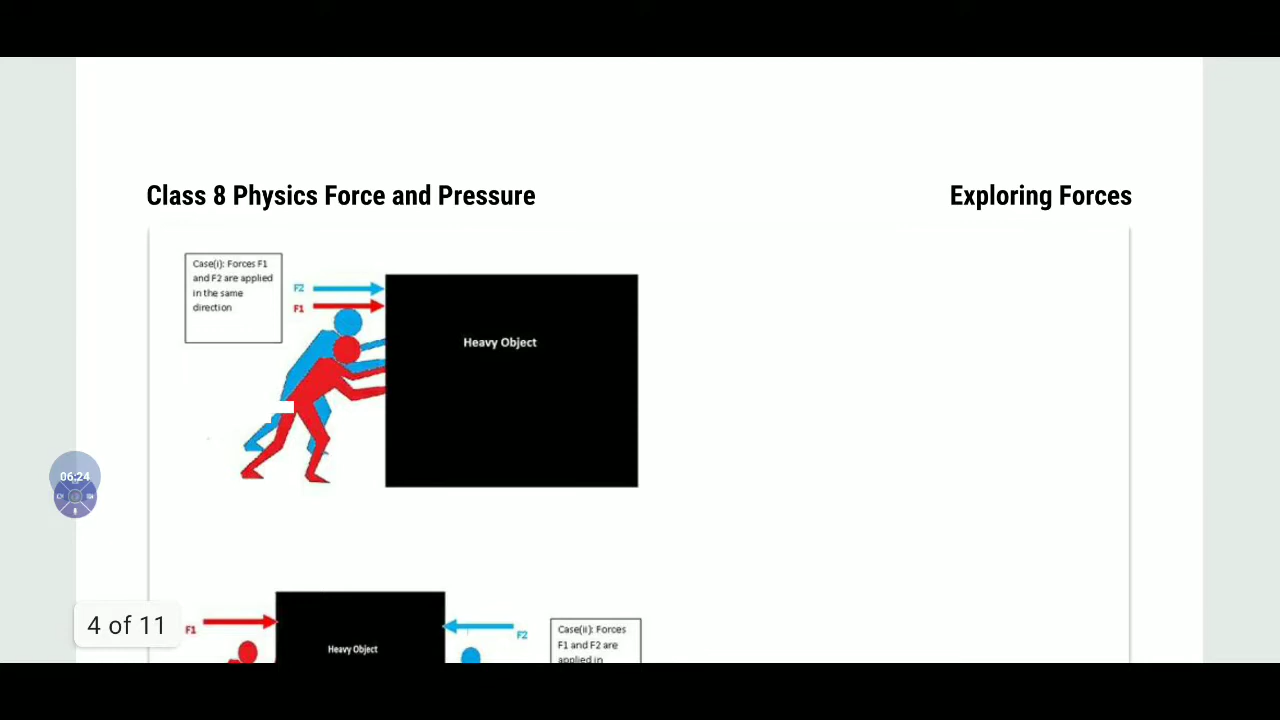 Class 8 Physics Force and Pressure
Exploring Forces
Case(i): Forces F1
and F2 are applied
in the same
direction
F2
F1
Heavy Object
06:24
4 of 11
F1
Heavy Object
F2
Case(ii): Forces
F1 and F2 are
applied in